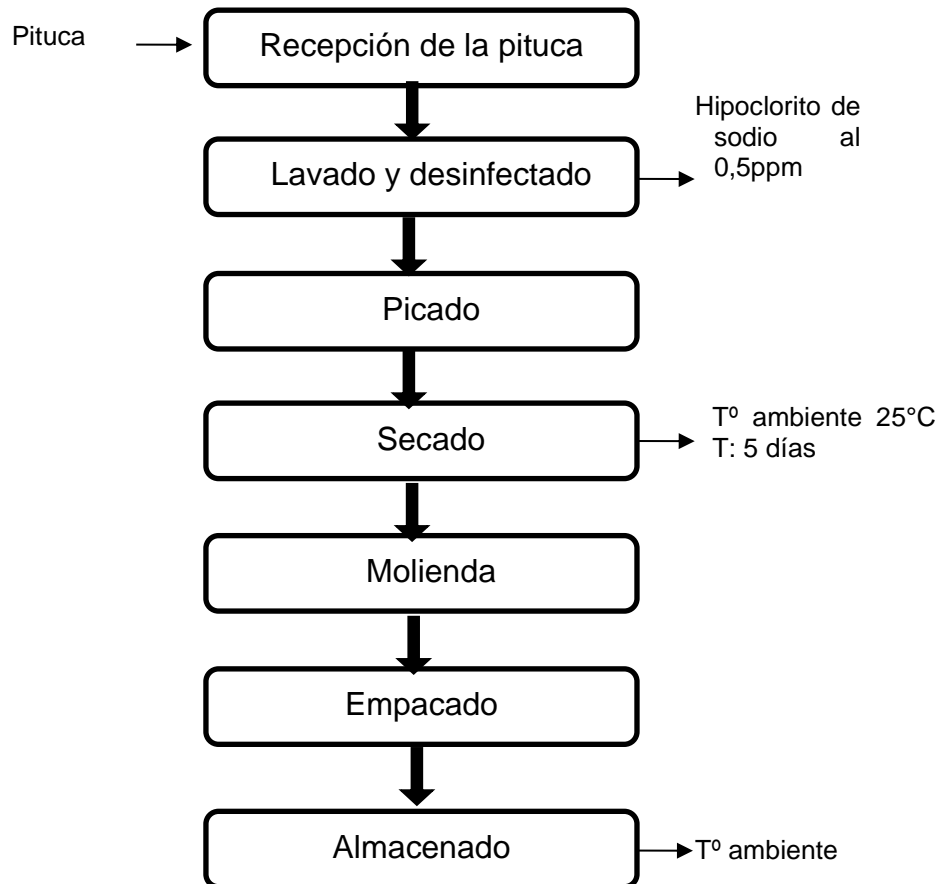 Pituca
Recepción de la pituca
Hipoclorito de
sodio al
0,5ppm
Lavado y desinfectado
Picado
Secado
Tº ambiente 25°C
T: 5 días
Molienda
Empacado
Almacenado
Tº ambiente